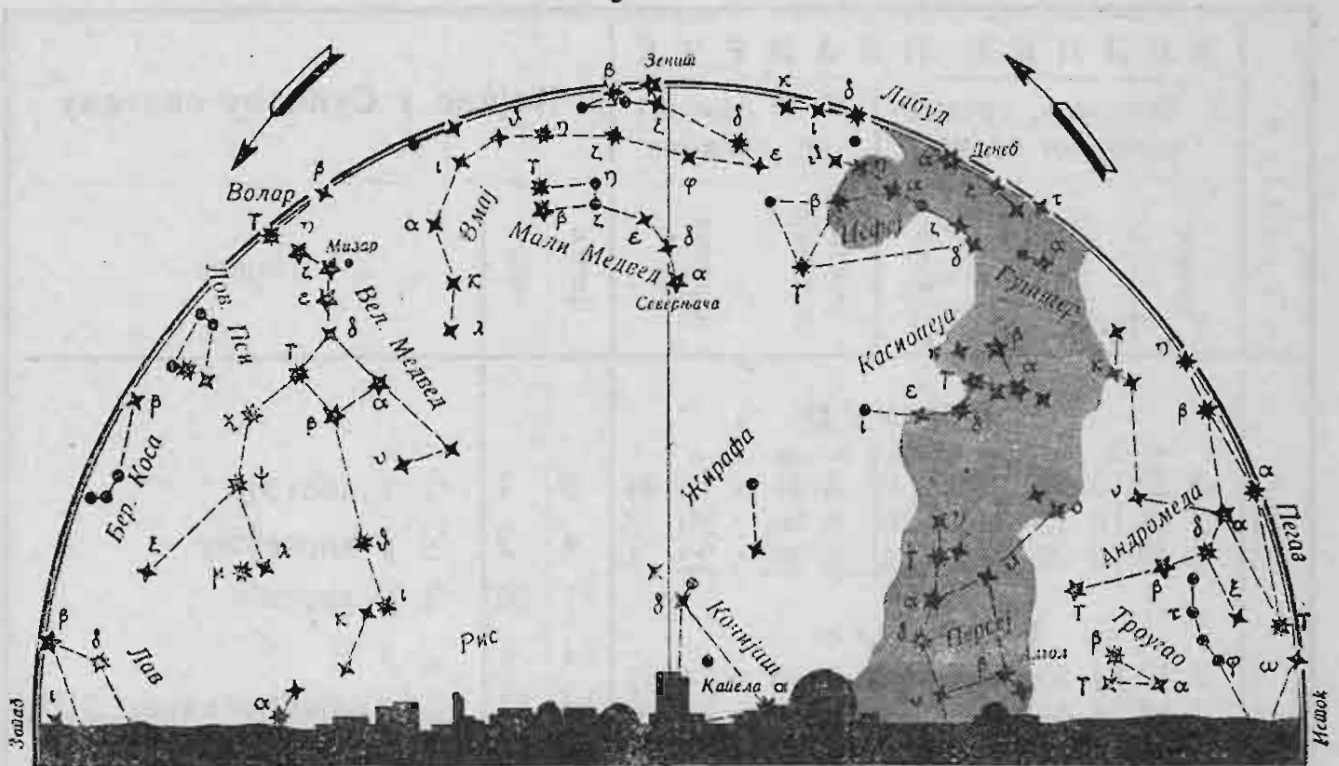 Зенит
Лабуд
Денеб
Волар
Мизар
Змај
Мали Медвед
Северњача
Цефеј
Гуштер
Лов. Пси
Вел. Медвед
Касиопеја
Бер. Коса
Жирафа
Андромеда
Пегаз
Лав
Рис
Кочијаш
Капела
Персеј
Алгол
Троугао
Запад
Исток